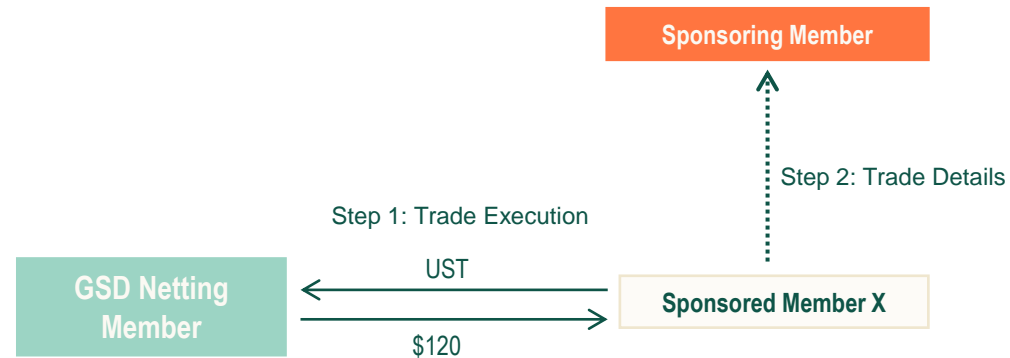 Sponsoring Member
Step 2: Trade Details
Step 1: Trade Execution
UST
GSD Netting
Member
Sponsored Member X
$120